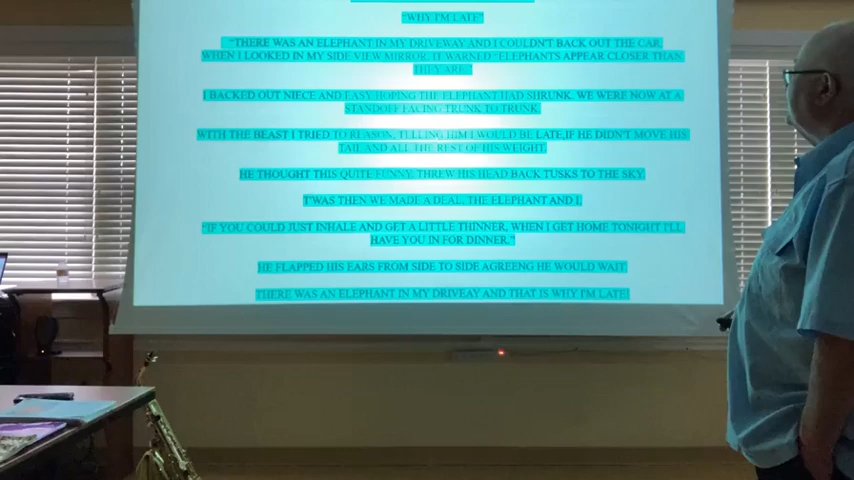 "WHY I'M LATE"
"THERE WAS AN ELEPHANT IN MY DRIVEWAY AND I COULDN'T BACK OUT THE CAR,
WHEN I LOOKED IN MY SIDE VIEW MIRROR, IT WARNED "ELEPHANTS APPEAR CLOSER THAN
THEY ARE."
I BACKED OUT NIECE AND EASY HOPING THE ELEPHANT HAD SHRUNK. WE WERE NOW AT A
STANDOFF FACING TRUNK TO TRUNK.
WITH THE BEAST I TRIED TO REASON, TELLING HIM I WOULD BE LATE,IF HE DIDN'T MOVE HIS
TAIL AND ALL THE REST OF HIS WEIGHT.
HE THOUGHT THIS QUITE FUNNY, THREW HIS HEAD BACK TUSKS TO THE SKY.
T'WAS THEN WE MADE A DEAL, THE ELEPHANT AND I.
"IF YOU COULD JUST INHALE AND GET A LITTLE THINNER, WHEN I GET HOME TONIGHT I'LL
HAVE YOU IN FOR DINNER."
HE FLAPPED HIS EARS FROM SIDE TO SIDE AGREENG HE WOULD WAIT.
THERE WAS AN ELEPHANT IN MY DRIVEAY AND THAT IS WHY I'M LATE!